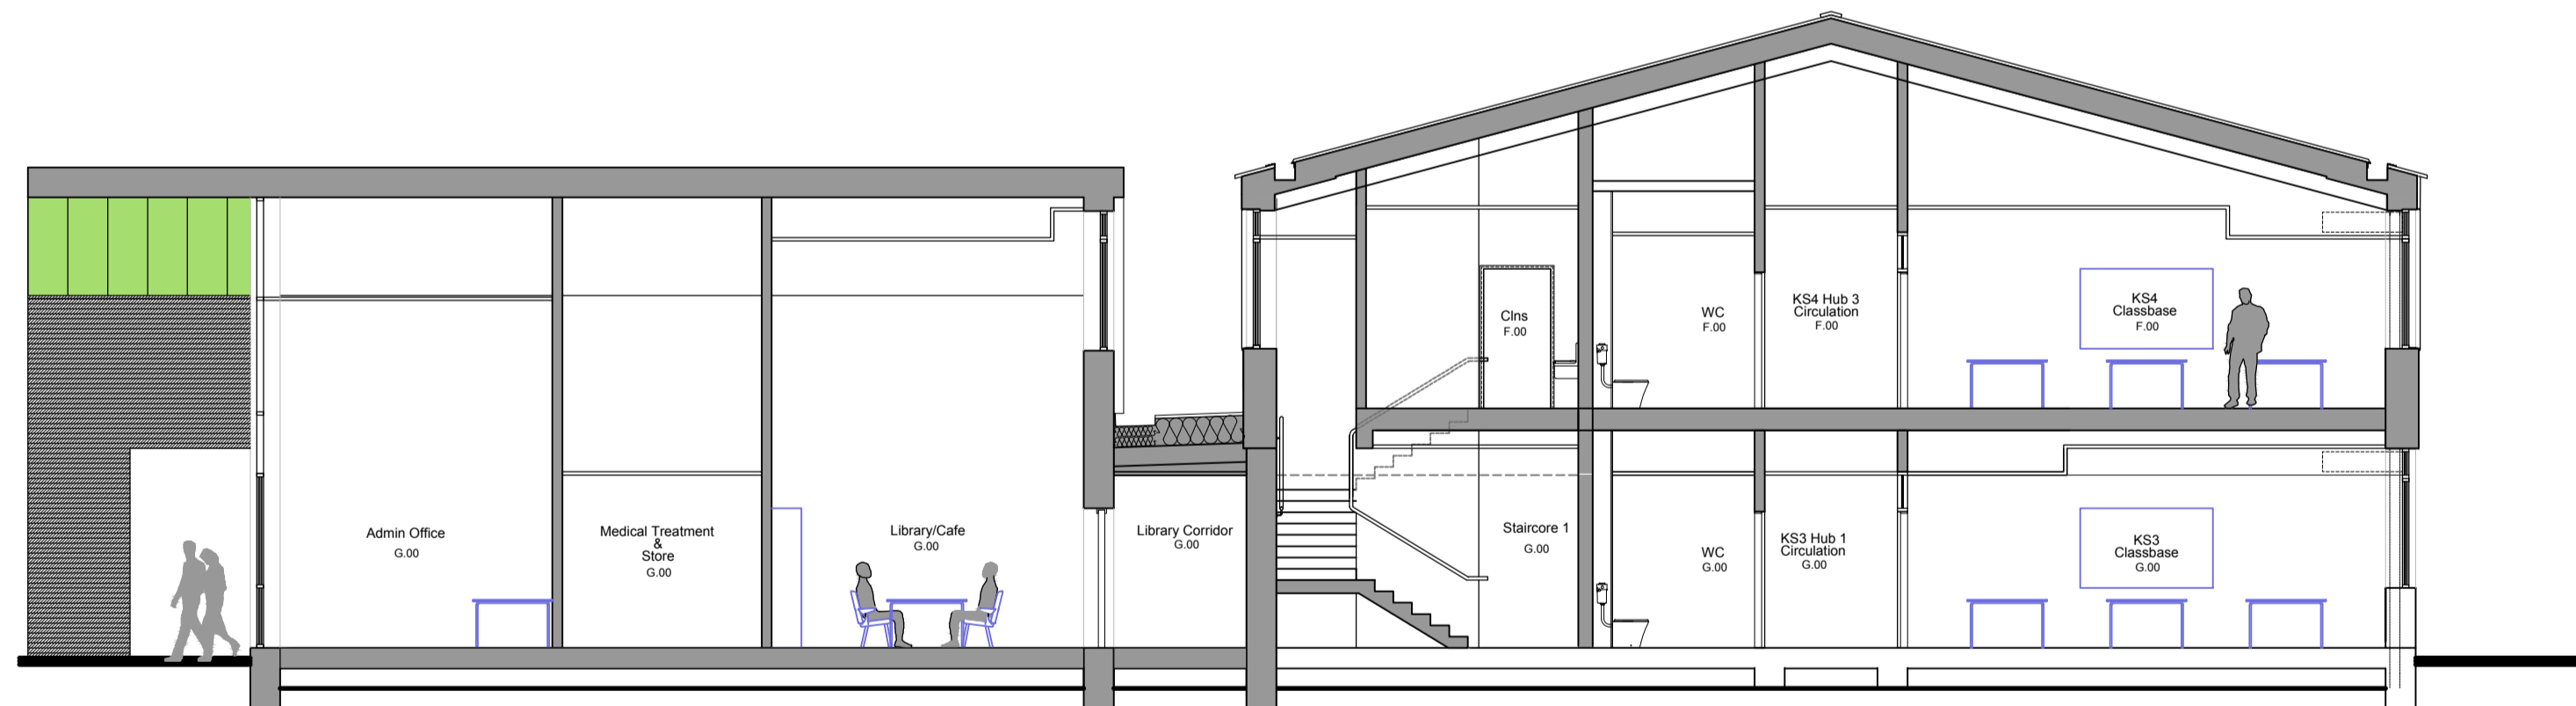 Admin Office
G.00
Medical Treatment
&
Store
G.00
Library/Cafe
G.00
Library Corridor
G.00
Clns
F.00
WC
F.00
KS4 Hub 3
Circulation
F.00
KS4
Classbase
F.00
Staircore 1
G.00
WC
G.00
KS3 Hub 1
Circulation
G.00
KS3
Classbase
G.00